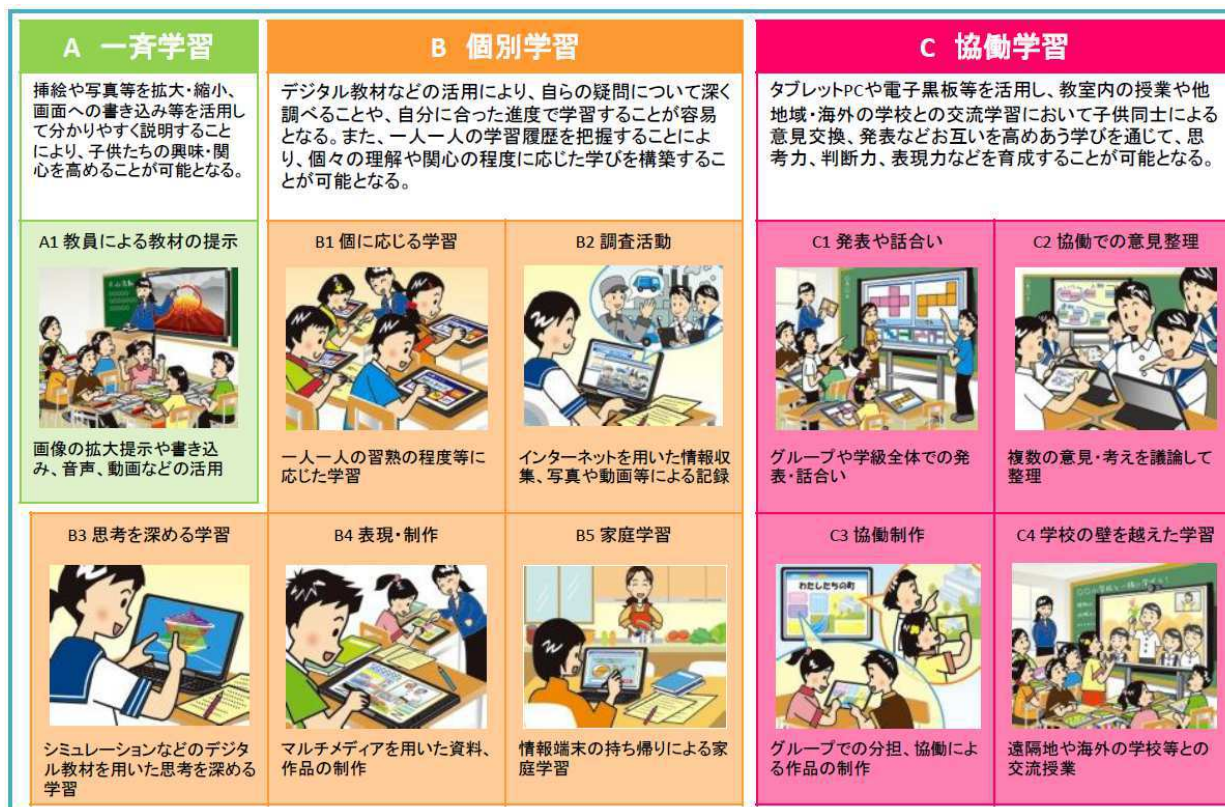 A 一斉学習
挿絵や写真等を拡大・縮小、
画面への書き込み等を活用し
て分かりやすく説明すること
により、子供たちの興味・関
心を高めることが可能となる。
B 個別学習
デジタル教材などの活用により、自らの疑問について深く
調べることや、自分に合った進度で学習することが容易
となる。また、一人一人の学習履歴を把握することによ
り、個々の理解や関心の程度に応じた学びを構築するこ
とが可能となる。
C 協働学習
タブレットPCや電子黒板等を活用し、教室内の授業や他
地域・海外の学校との交流学習において子供同士による
意見交換、発表などお互いを高めあう学びを通じて、思
考力、判断力、表現力などを育成することが可能となる。
A1 教員による教材の提示
画像の拡大提示や書き込
み、音声、動画などの活用
B1 個に応じる学習
一人一人の習熟の程度等に
応じた学習
B2 調査活動
インターネットを用いた情報収
集、写真や動画等による記録
C1 発表や話合い
グループや学級全体での発
表・話合い
C2 協働での意見整理
複数の意見・考えを議論して
整理
B3 思考を深める学習
シミュレーションなどのデジタ
ル教材を用いた思考を深める
学習
B4 表現・制作
マルチメディアを用いた資料、
作品の制作
B5 家庭学習
情報端末の持ち帰りによる家
庭学習
C3 協働制作
わたしたちの町
グループでの分担、協働によ
る作品の制作
C4 学校の壁を越えた学習
遠隔地や海外の学校等との
交流授業